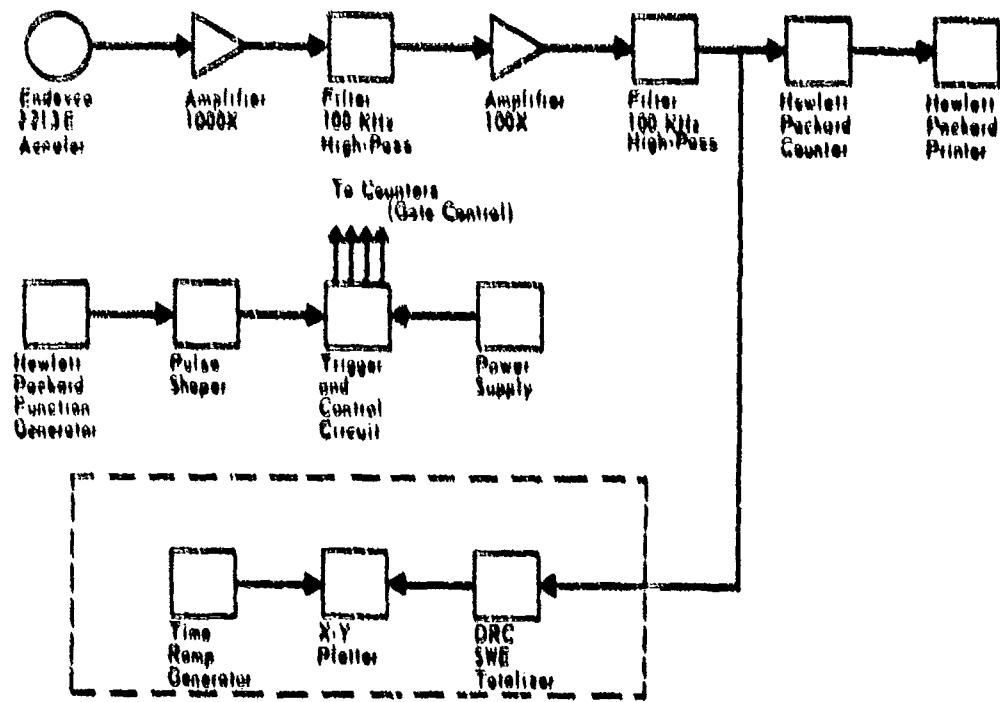 Endevco
2213E
Acceler
Amplifier
1000X
Filter
100 KHz
High-Pass
Amplifier
100X
Filter
100 KHz
High-Pass
Hewlett
Packard
Counter
Hewlett
Packard
Printer
To Counters
(Gate Control)
Hewlett
Packard
Function
Generator
Pulse
Shaper
Trigger
and
Control
Circuit
Power
Supply
Time
Ramp
Generator
X-Y
Plotter
DRC
SWE
Totalizer